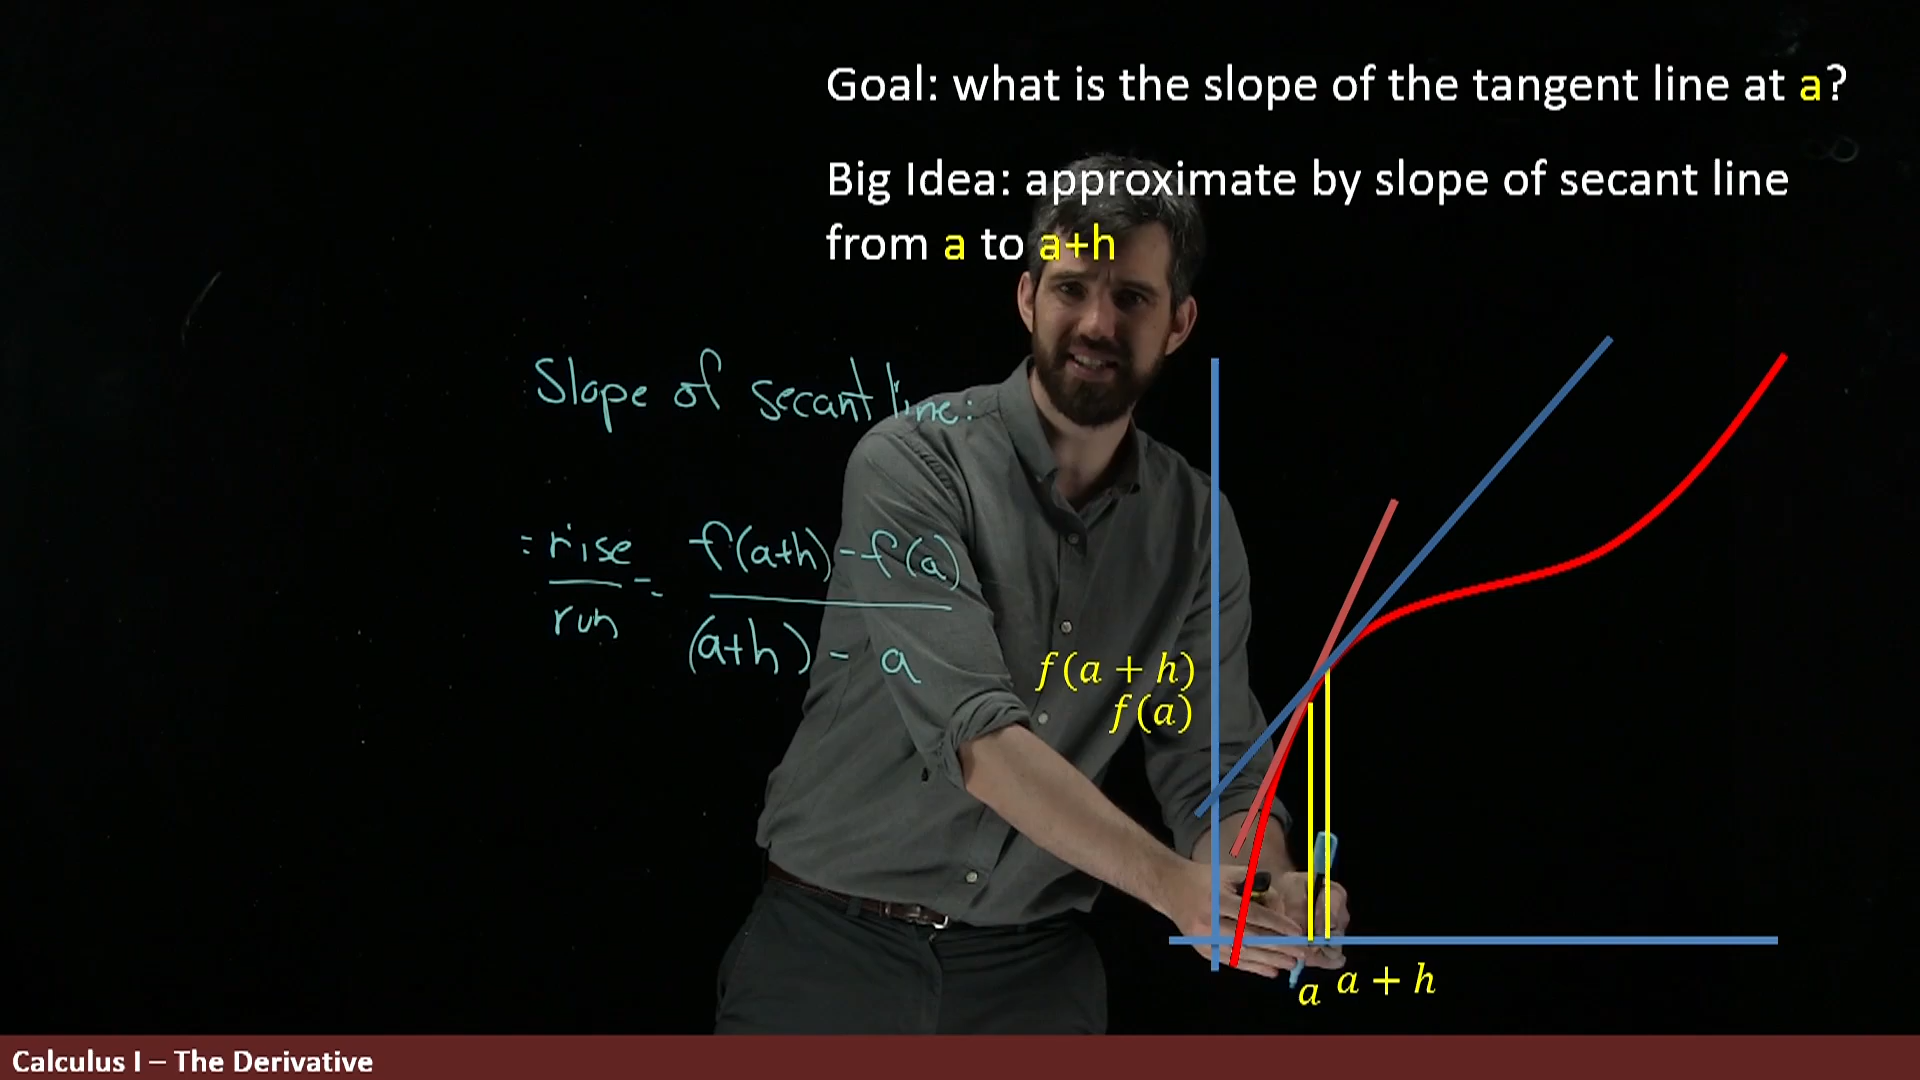 Goal: what is the slope of the tangent line at a?
Big Idea: approximate by slope of secant line
from a to a+h
Slope of secant line:
= rise = f(a+h) - f(a)
run (a+h) - a
f(a + h)
f(a)
a a + h
Calculus I – The Derivative